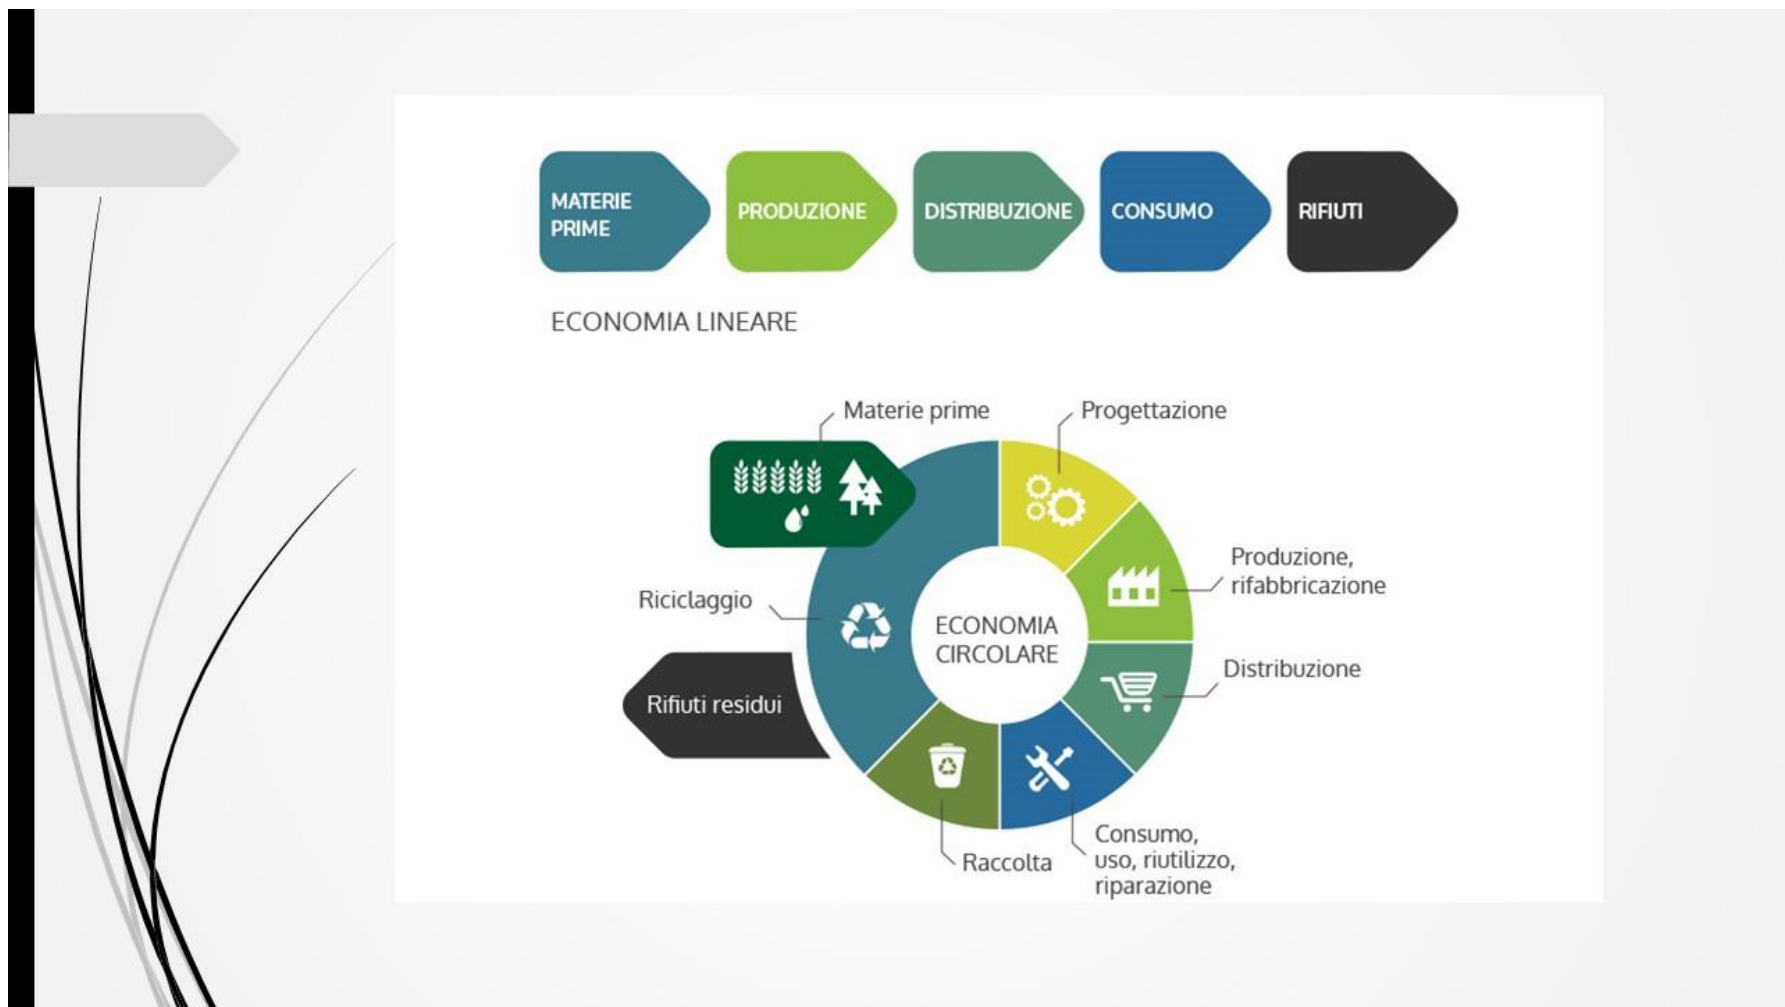 MATERIE
PRIME
PRODUZIONE
DISTRIBUZIONE
CONSUMO
RIFIUTI
ECONOMIA LINEARE
Materie prime
Progettazione
Produzione,
rifabbricazione
Riciclaggio
ECONOMIA
CIRCOLARE
Distribuzione
Rifiuti residui
Consumo,
uso, riutilizzo,
riparazione
Raccolta